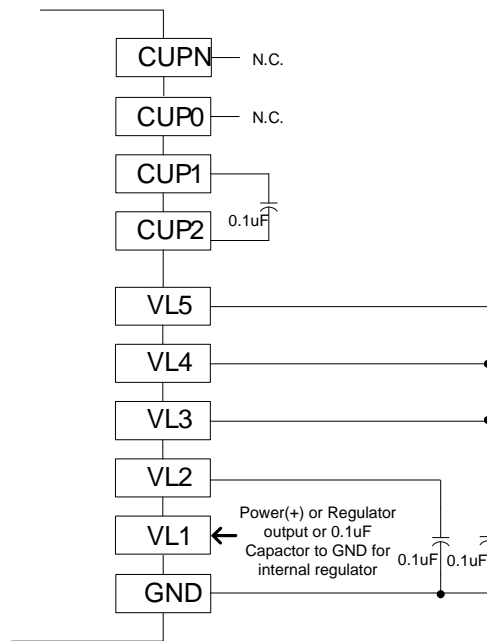 CUPN
N.C.
CUP0
N.C.
CUP1
0.1uF
CUP2
VL5
VL4
VL3
VL2
VL1
Power(+) or Regulator
output or 0.1uF
Capactor to GND for
internal regulator
0.1uF
0.1uF
GND